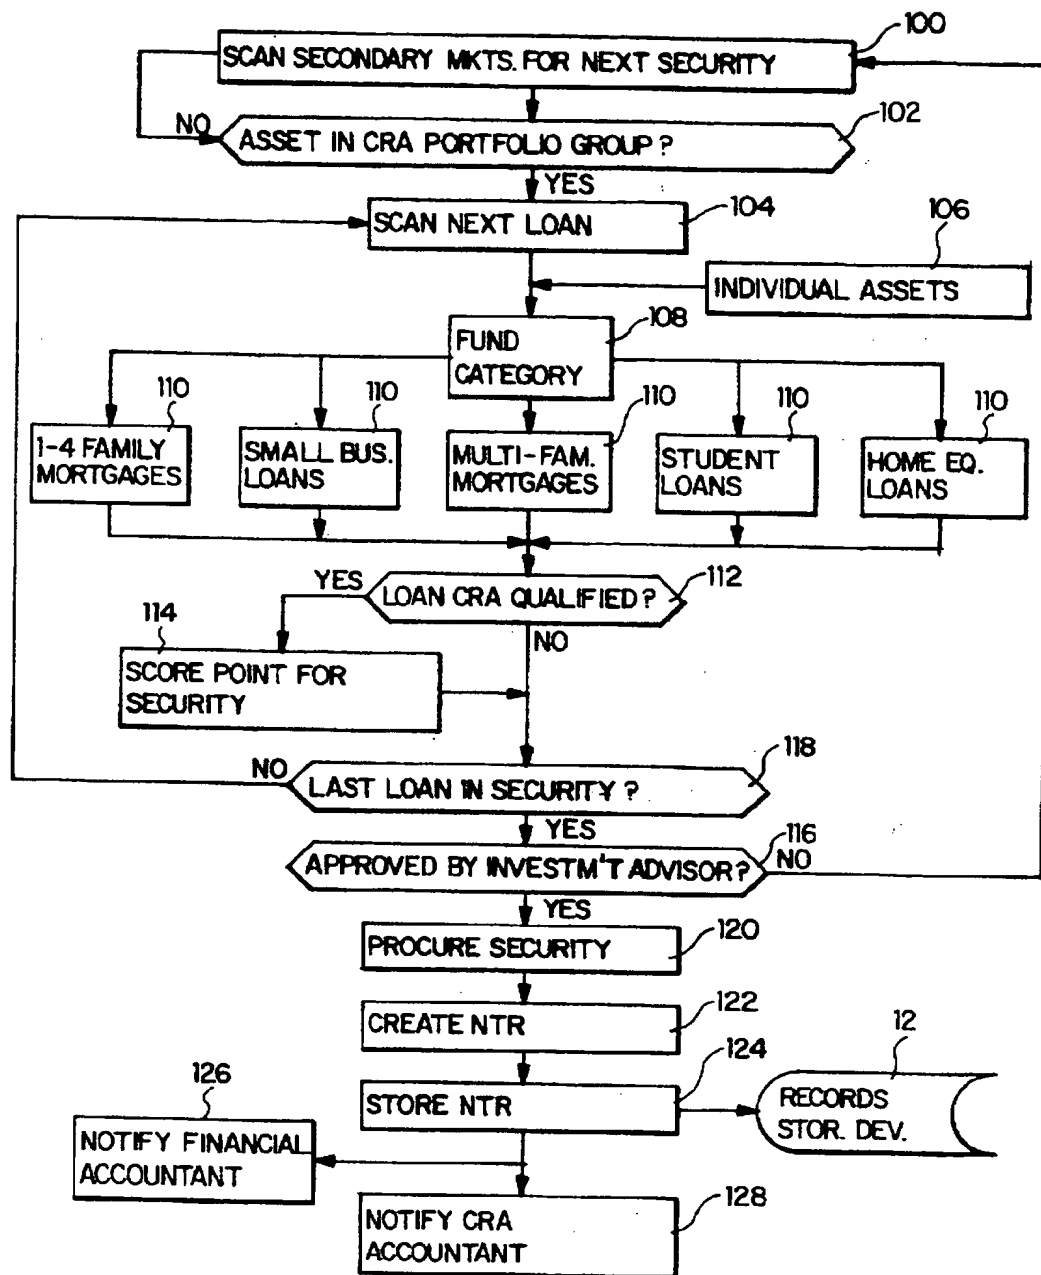 100
SCAN SECONDARY MKTS. FOR NEXT SECURITY
102
NO
ASSET IN CRA PORTFOLIO GROUP?
YES
104
SCAN NEXT LOAN
106
INDIVIDUAL ASSETS
108
FUND
CATEGORY
110
1-4 FAMILY
MORTGAGES
110
SMALL BUS.
LOANS
110
MULTI-FAM.
MORTGAGES
110
STUDENT
LOANS
110
HOME EQ.
LOANS
YES
LOAN CRA QUALIFIED?
112
NO
114
SCORE POINT FOR
SECURITY
118
NO
LAST LOAN IN SECURITY?
YES
116
APPROVED BY INVESTM'T ADVISOR?
NO
YES
120
PROCURE SECURITY
122
CREATE NTR
124
STORE NTR
12
RECORDS
STOR. DEV.
126
NOTIFY FINANCIAL
ACCOUNTANT
128
NOTIFY CRA
ACCOUNTANT